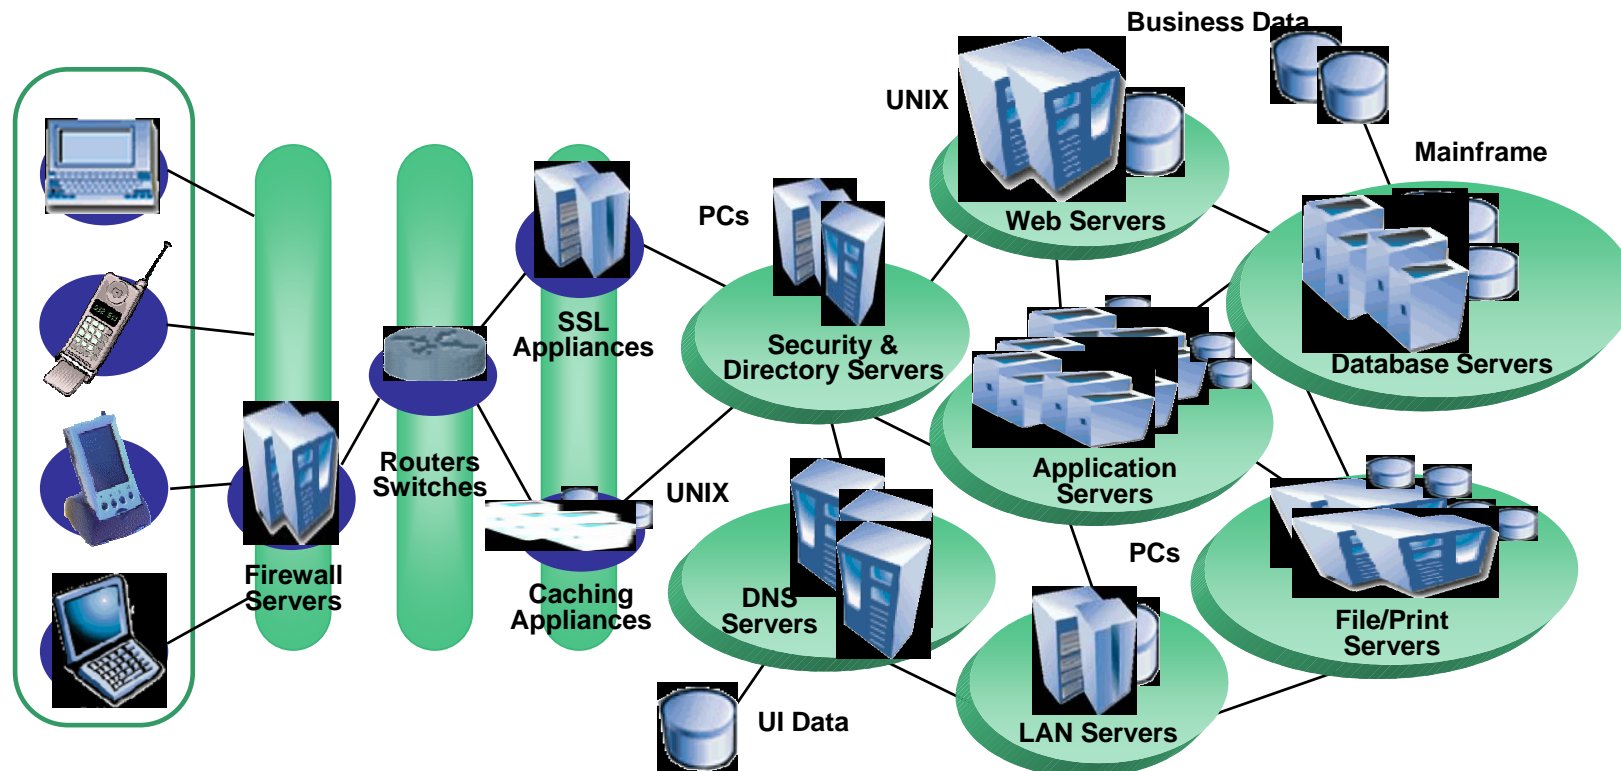 Business Data
UNIX
Mainframe
PCs
Web Servers
SSL
Appliances
Security &
Directory Servers
Database Servers
Routers
Switches
UNIX
Application
Servers
PCs
Firewall
Servers
Caching
Appliances
DNS
Servers
File/Print
Servers
UI Data
LAN Servers